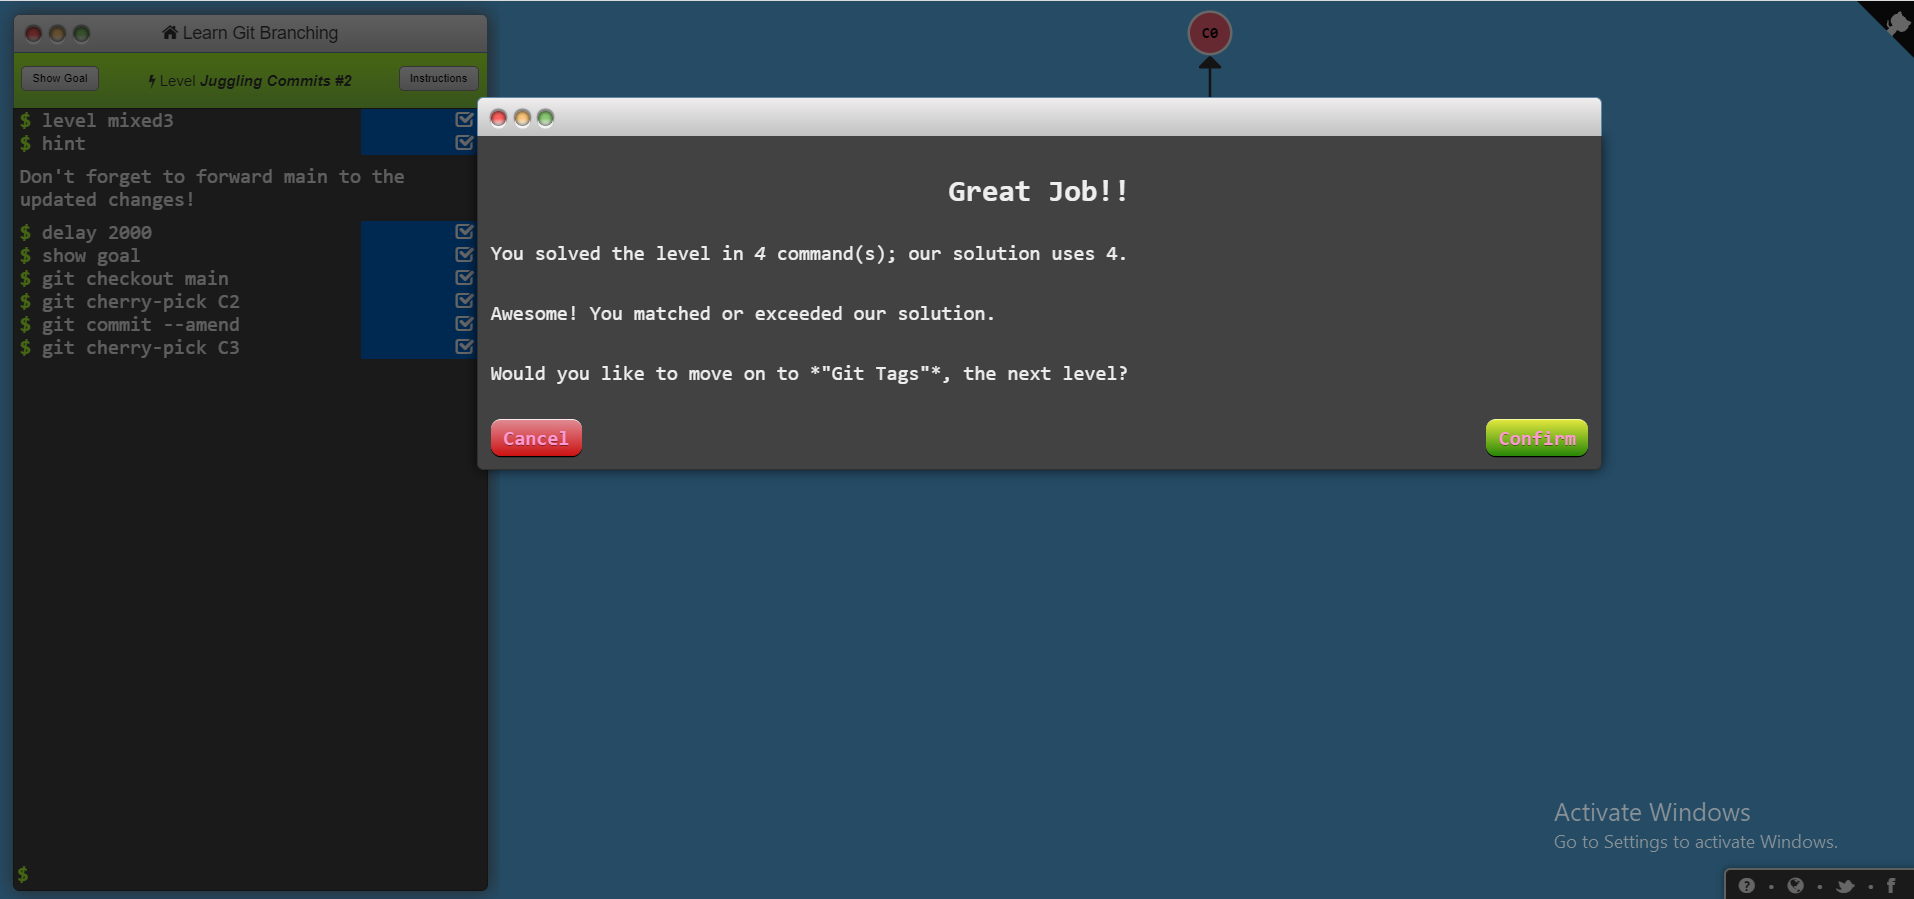 Learn Git Branching
Show Goal
Level Juggling Commits #2
Instructions
$ level mixed3
$ hint
Don't forget to forward main to the
updated changes!
$ delay 2000
$ show goal
$ git checkout main
$ git cherry-pick C2
$ git commit --amend
$ git cherry-pick C3
$
C0
Great Job!!
You solved the level in 4 command(s); our solution uses 4.
Awesome! You matched or exceeded our solution.
Would you like to move on to *"Git Tags"*, the next level?
Cancel
Confirm
Activate Windows
Go to Settings to activate Windows.